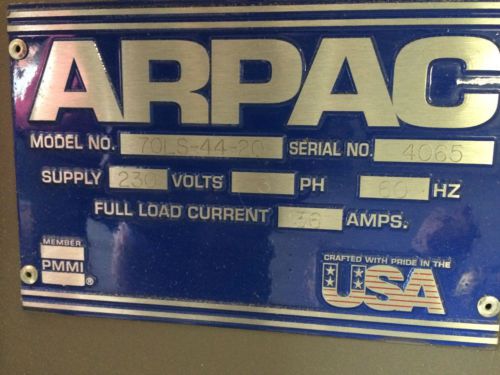 ARPAC
MODEL NO. 70LS-44-20 SERIAL NO. 4065
SUPPLY 230 VOLTS 3 PH 60 HZ
FULL LOAD CURRENT 36 AMPS.
MEMBER
PMMI ®
CRAFTED WITH PRIDE IN THE
USA